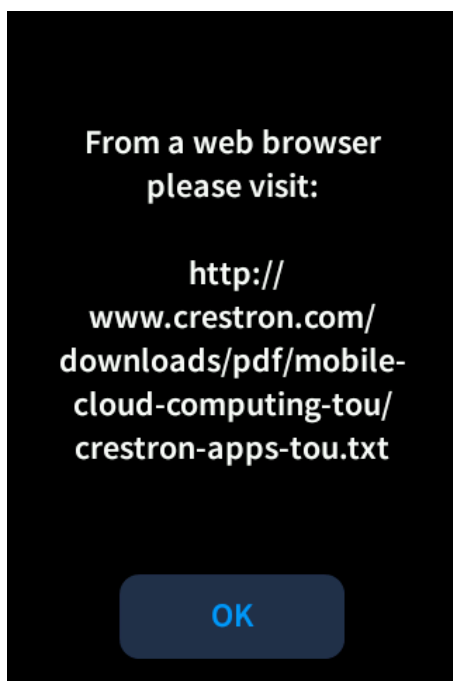 From a web browser
please visit:
http://
www.crestron.com/
downloads/pdf/mobile-
cloud-computing-tou/
crestron-apps-tou.txt
OK